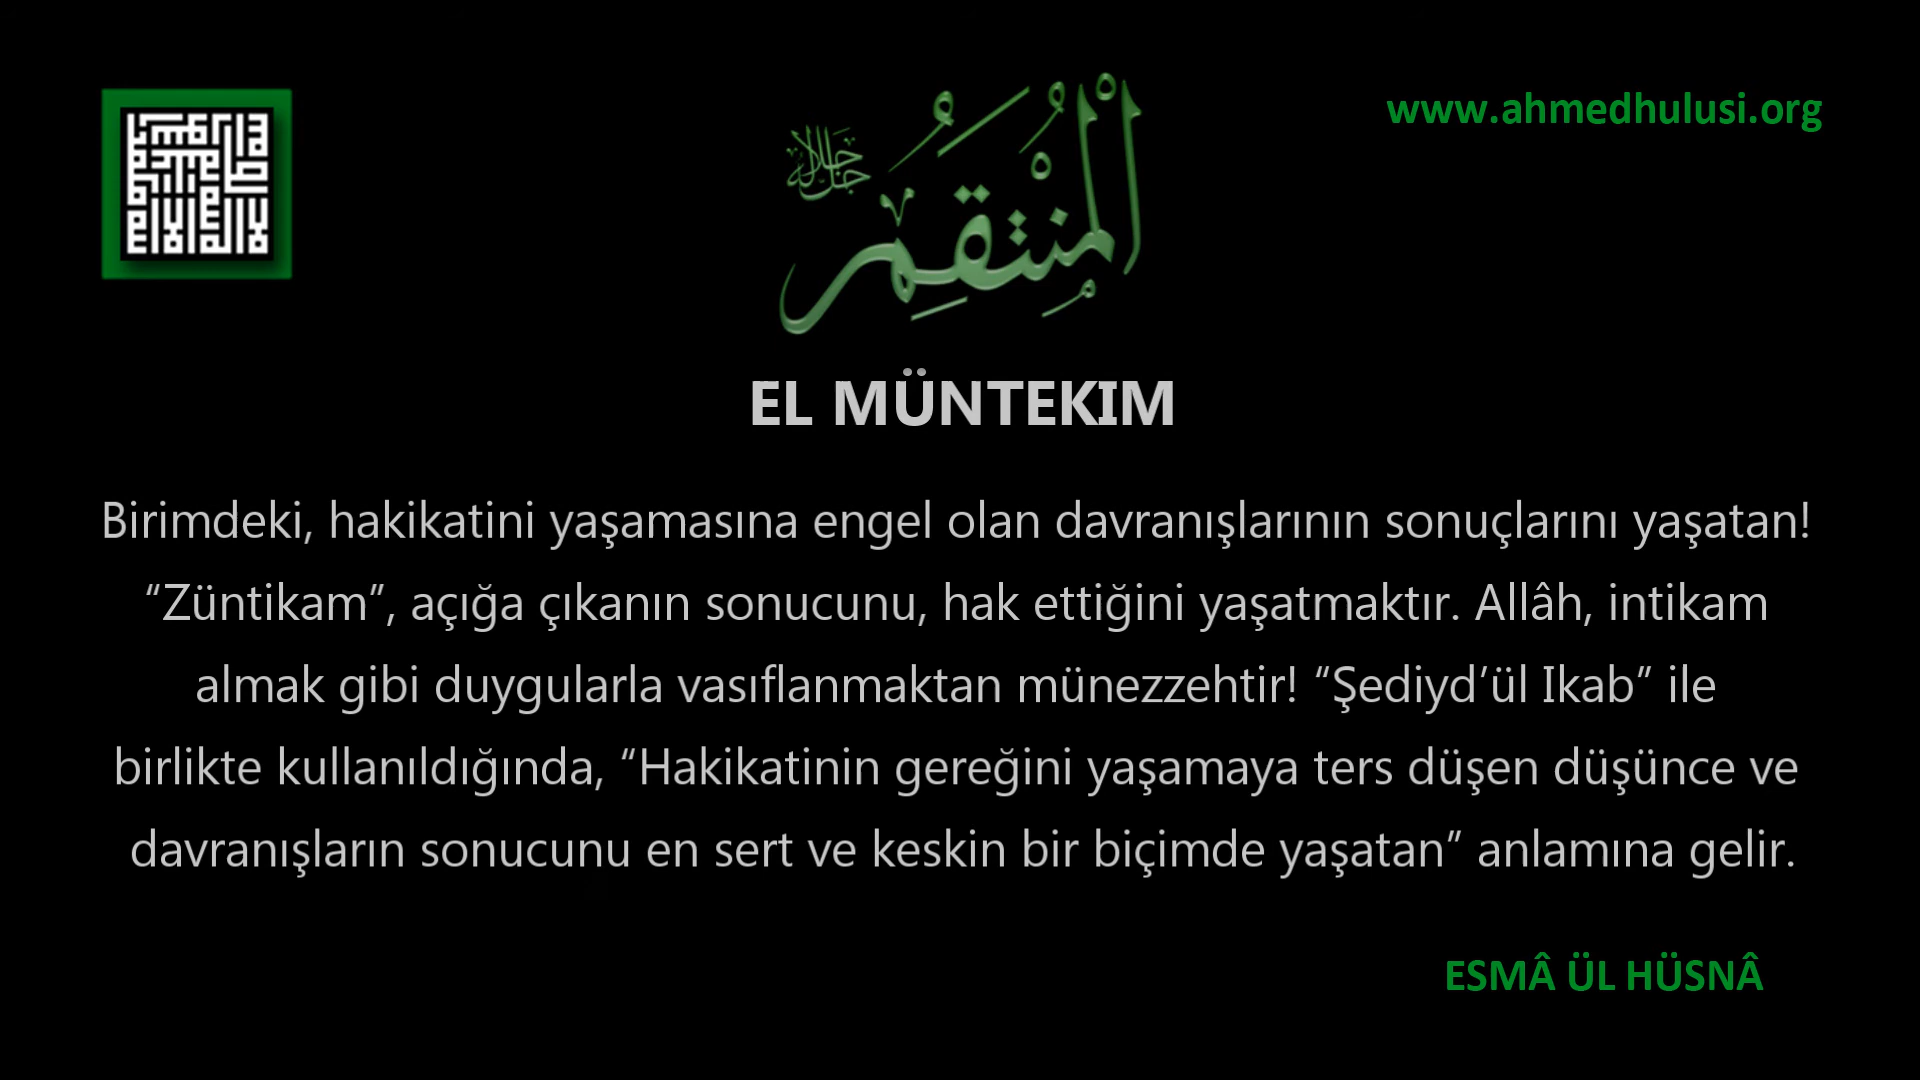 www.ahmedhulusi.org
الْمُنْتَقِمُ
جل جلاله
EL MÜNTEKIM
Birimdeki, hakikatini yaşamasına engel olan davranışlarının sonuçlarını yaşatan!
“Züntikam”, açığa çıkanın sonucunu, hak ettiğini yaşatmaktır. Allâh, intikam
almak gibi duygularla vasıflanmaktan münezzehtir! “Şediyd’ül Ikab” ile
birlikte kullanıldığında, “Hakikatinin gereğini yaşamaya ters düşen düşünce ve
davranışların sonucunu en sert ve keskin bir biçimde yaşatan” anlamına gelir.
ESMÂ ÜL HÜSNÂ